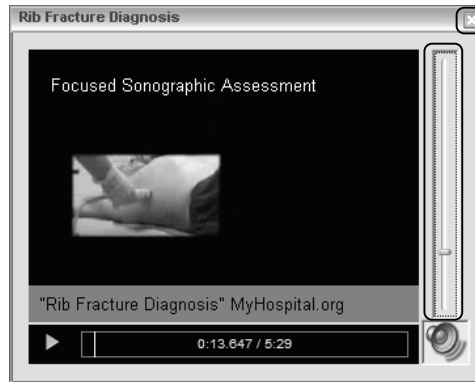 Rib Fracture Diagnosis
Focused Sonographic Assessment
"Rib Fracture Diagnosis" MyHospital.org
0:13.647 / 5:29